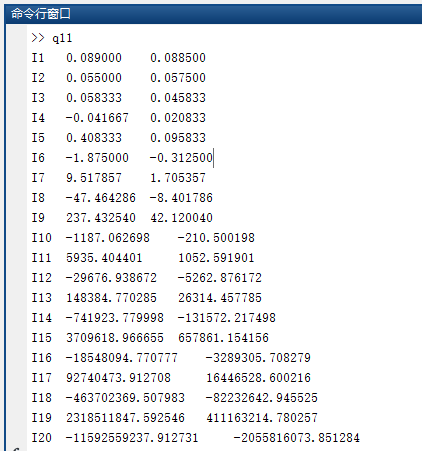 命令行窗口
>> q11
I1 0.089000 0.088500
I2 0.055000 0.057500
I3 0.058333 0.045833
I4 -0.041667 0.020833
I5 0.408333 0.095833
I6 -1.875000 -0.312500
I7 9.517857 1.705357
I8 -47.464286 -8.401786
I9 237.432540 42.120040
I10 -1187.062698 -210.500198
I11 5935.404401 1052.591901
I12 -29676.938672 -5262.876172
I13 148384.770285 26314.457785
I14 -741923.779998 -131572.217498
I15 3709618.966655 657861.154156
I16 -18548094.770777 -3289305.708279
I17 92740473.912708 16446528.600216
I18 -463702369.507983 -82232642.945525
I19 2318511847.592546 411163214.780257
I20 -11592559237.912731 -2055816073.851284